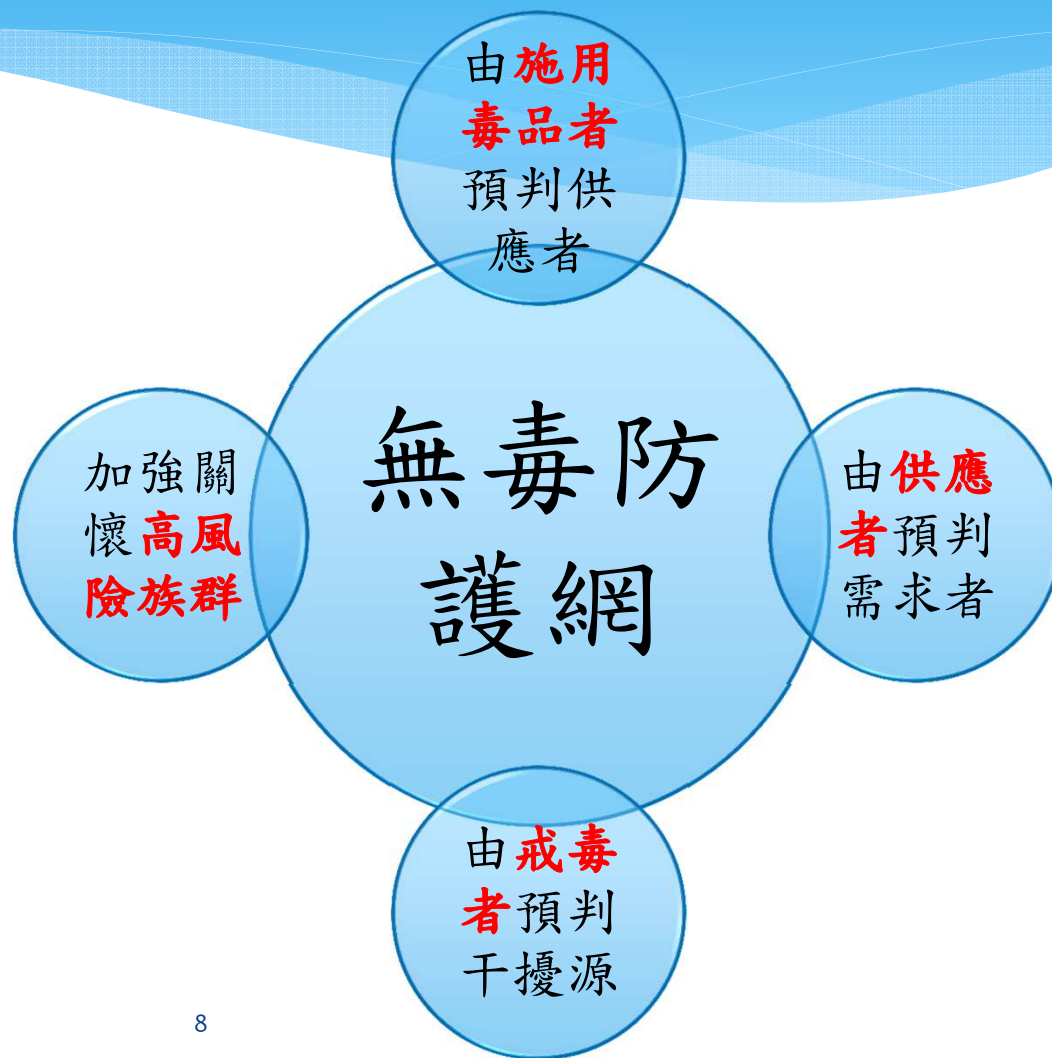 由施用
毒品者
預判供
應者
加強關
懷高風
險族群
無毒防
護網
由供應
者預判
需求者
由戒毒
者預判
干擾源
8